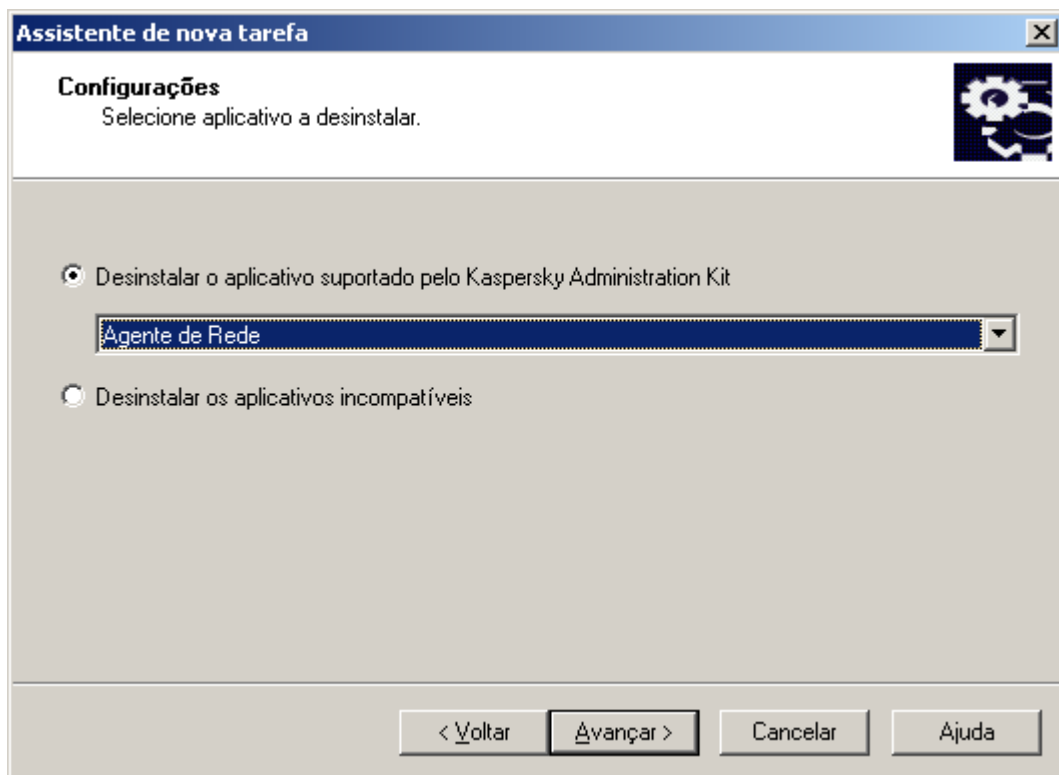 Assistente de nova tarefa
Configurações
Selecione aplicativo a desinstalar.
Desinstalar o aplicativo suportado pelo Kaspersky Administration Kit
Agente de Rede
Desinstalar os aplicativos incompatíveis
< Voltar Avançar > Cancelar Ajuda